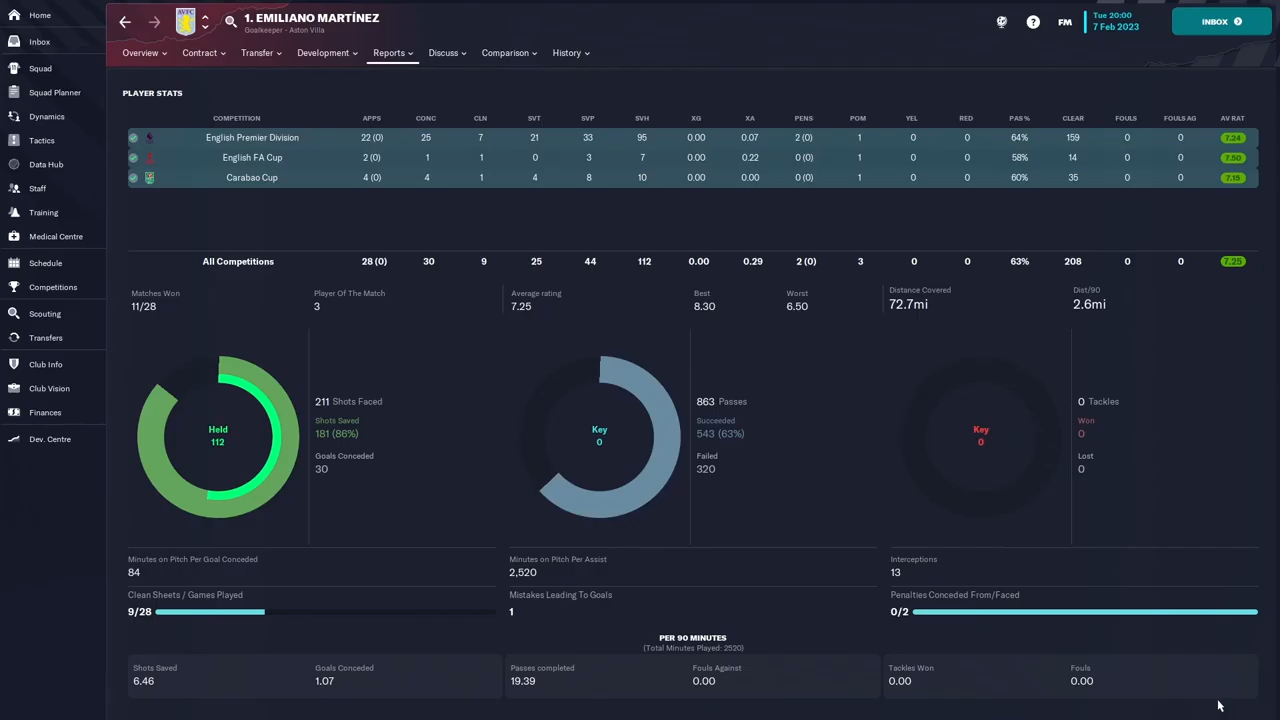 Home
Inbox
Squad
Squad Planner
Dynamics
Tactics
Data Hub
Staff
Training
Medical Centre
Schedule
Competitions
Scouting
Transfers
Club Info
Club Vision
Finances
Dev. Centre
AVFC
1. EMILIANO MARTÍNEZ
Goalkeeper - Aston Villa
? FM Tue 20:00
7 Feb 2023
INBOX
Overview Contract Transfer Development Reports Discuss Comparison History
PLAYER STATS
COMPETITION APPS CONC CLN SVT SVP SVH XG XA PENS POM YEL RED PAS % CLEAR FOULS FOULS AG AV RAT
English Premier Division 22 (0) 25 7 21 33 95 0.00 0.07 2 (0) 1 0 0 64% 159 0 0 7.24
English FA Cup 2 (0) 1 1 0 3 7 0.00 0.22 0 (0) 1 0 0 58% 14 0 0 7.50
Carabao Cup 4 (0) 4 1 4 8 10 0.00 0.00 0 (0) 1 0 0 60% 35 0 0 7.15
All Competitions 28 (0) 30 9 25 44 112 0.00 0.29 2 (0) 3 0 0 63% 208 0 0 7.25
Matches Won Player Of The Match Average rating Best Worst Distance Covered Dist/90
11/28 3 7.25 8.30 6.50 72.7mi 2.6mi
Held
112
211 Shots Faced
Shots Saved
181 (86%)
Goals Conceded
30
Key
0
863 Passes
Succeeded
543 (63%)
Failed
320
Key
0
0 Tackles
Won
0
Lost
0
Minutes on Pitch Per Goal Conceded Minutes on Pitch Per Assist Interceptions
84 2,520 13
Clean Sheets / Games Played Mistakes Leading To Goals Penalties Conceded From/Faced
9/28 1 0/2
PER 90 MINUTES
(Total Minutes Played: 2520)
Shots Saved Goals Conceded Passes completed Fouls Against Tackles Won Fouls
6.46 1.07 19.39 0.00 0.00 0.00